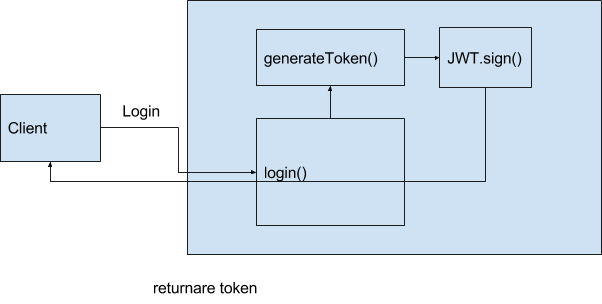 generateToken()
JWT.sign()
Login
Client
login()
returnare token